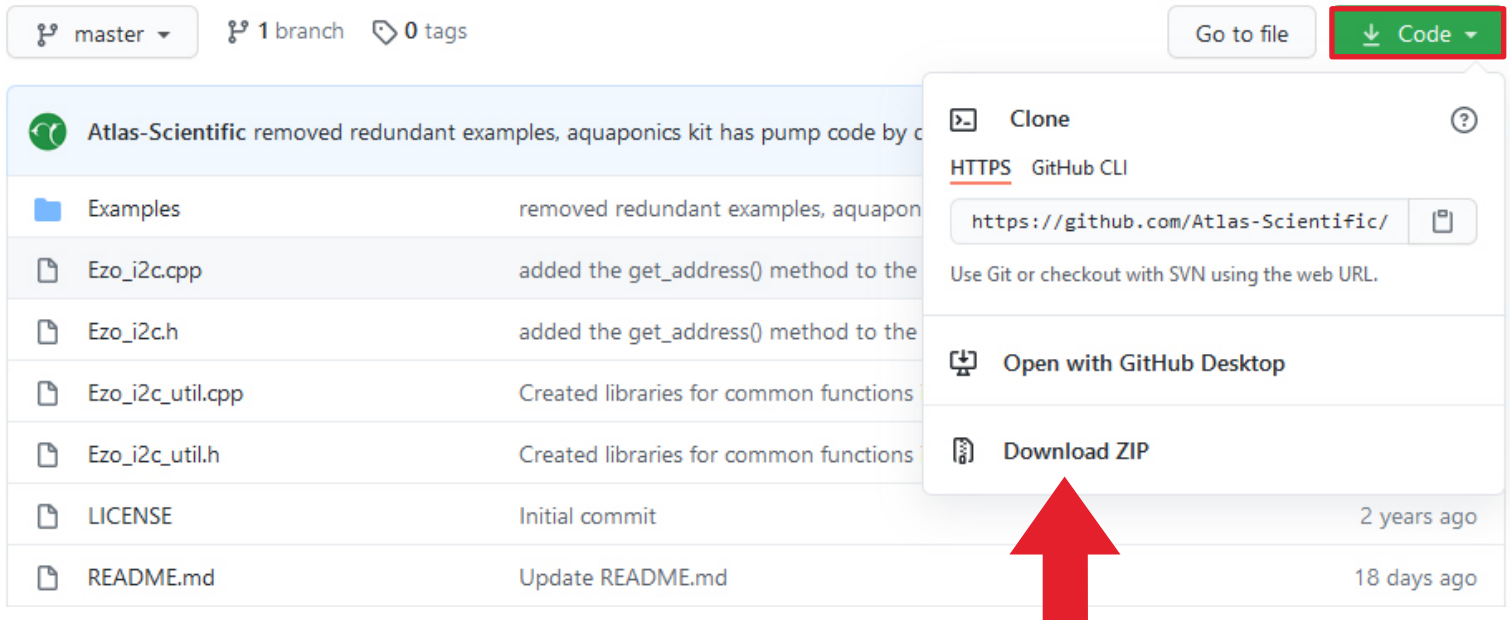 master 1 branch 0 tags Go to file Code
Atlas-Scientific removed redundant examples, aquaponics kit has pump code by
Clone
HTTPS GitHub CLI
https://github.com/Atlas-Scientific/
Use Git or checkout with SVN using the web URL.
Open with GitHub Desktop
Download ZIP
Examples removed redundant examples, aquapon
Ezo_i2c.cpp added the get_address() method to the
Ezo_i2c.h added the get_address() method to the
Ezo_i2c_util.cpp Created libraries for common functions
Ezo_i2c_util.h Created libraries for common functions
LICENSE Initial commit 2 years ago
README.md Update README.md 18 days ago